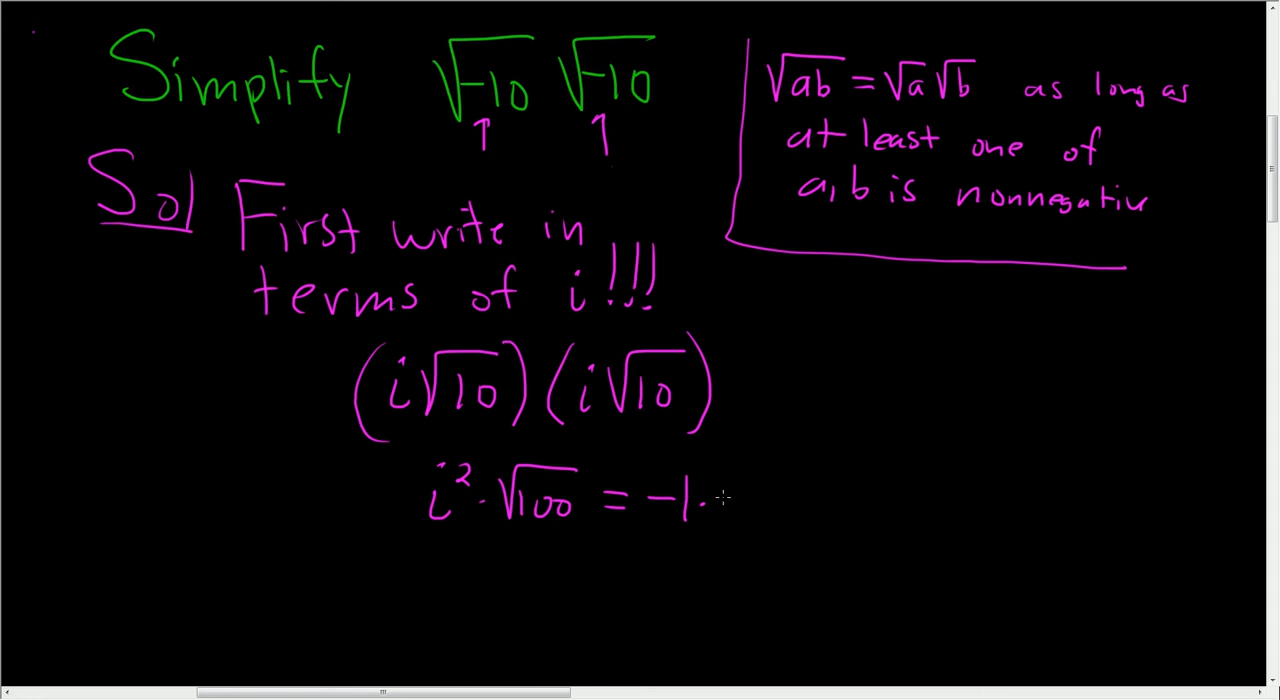 Simplify √-10 √-10
√ab = √a√b as long as
at least one of
a, b is nonnegative
Sol First write in
terms of i!!!
(i√10)(i√10)
i²·√100 = -1·